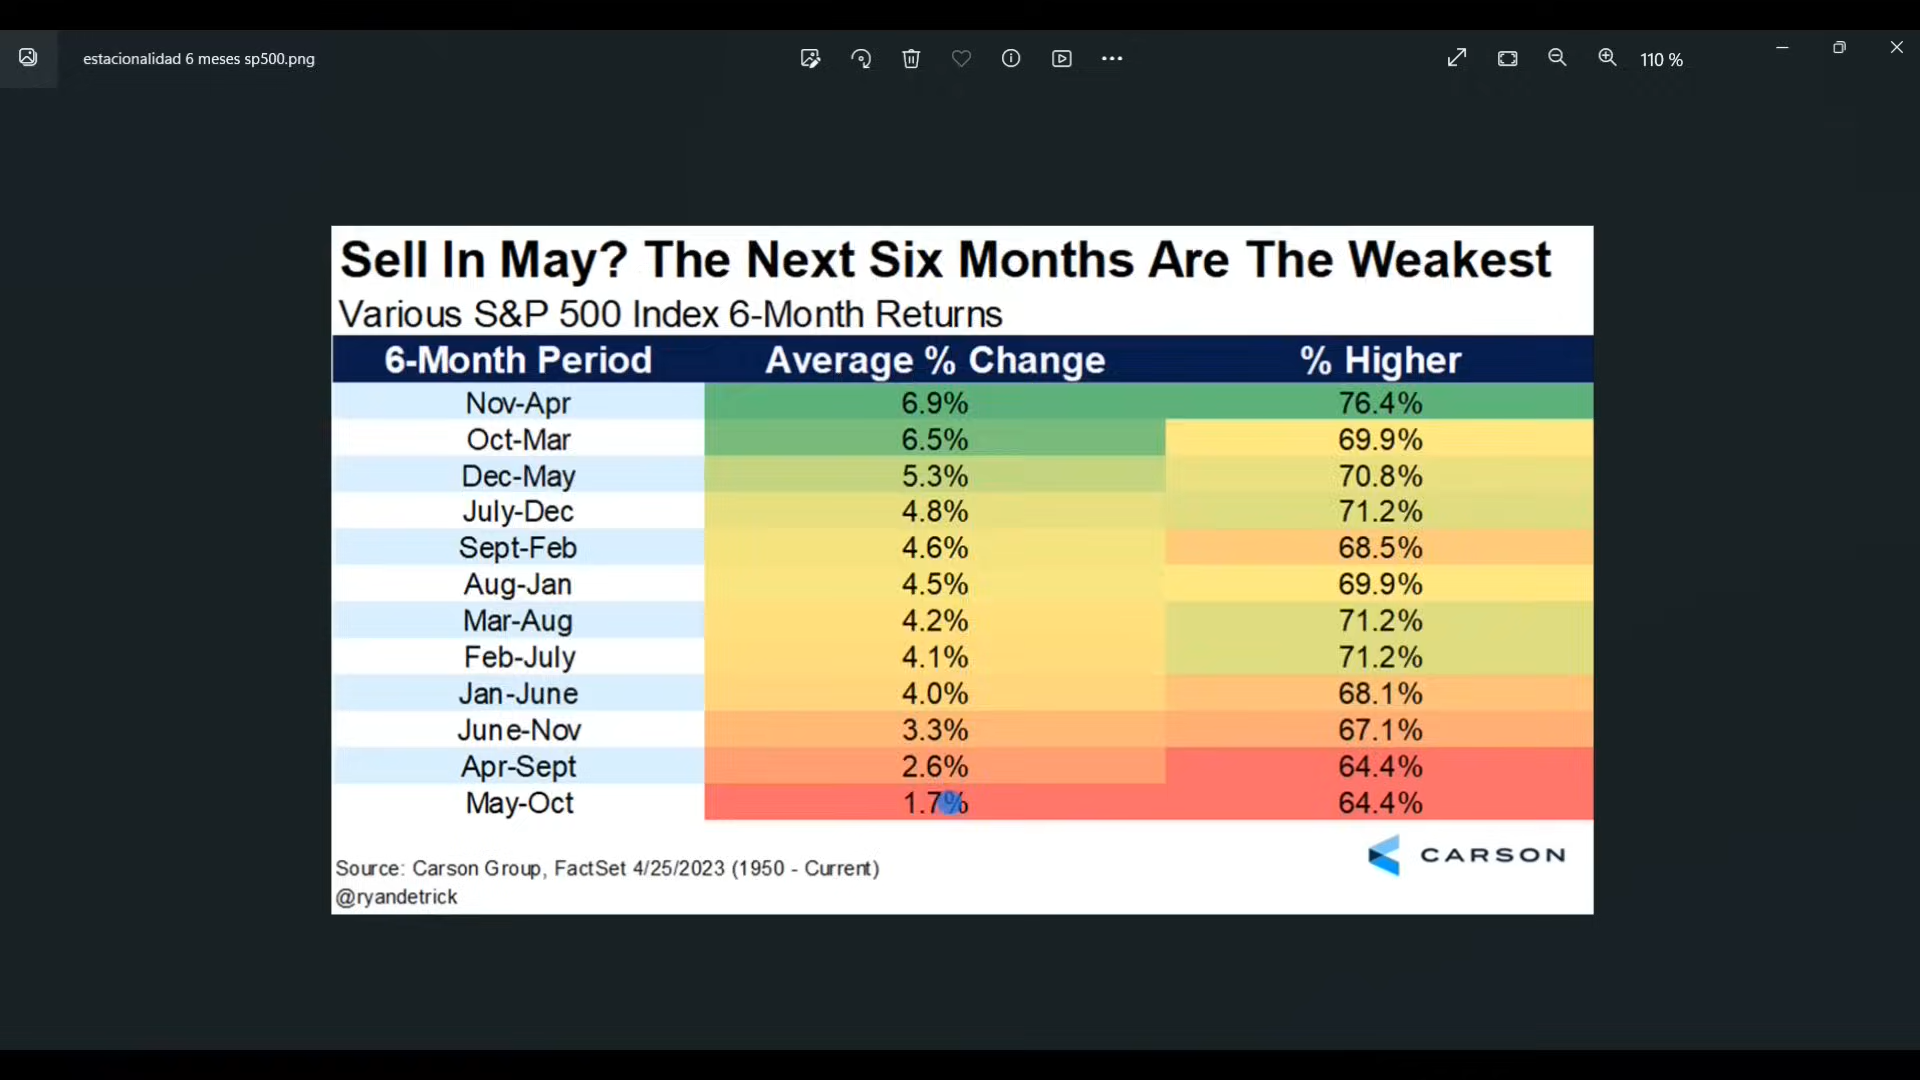 estacionalidad 6 meses sp500.png
110 %
Sell In May? The Next Six Months Are The Weakest
Various S&P 500 Index 6-Month Returns
6-Month Period Average % Change % Higher
Nov-Apr 6.9% 76.4%
Oct-Mar 6.5% 69.9%
Dec-May 5.3% 70.8%
July-Dec 4.8% 71.2%
Sept-Feb 4.6% 68.5%
Aug-Jan 4.5% 69.9%
Mar-Aug 4.2% 71.2%
Feb-July 4.1% 71.2%
Jan-June 4.0% 68.1%
June-Nov 3.3% 67.1%
Apr-Sept 2.6% 64.4%
May-Oct 1.7% 64.4%
CARSON
Source: Carson Group, FactSet 4/25/2023 (1950 - Current)
@ryandetrick